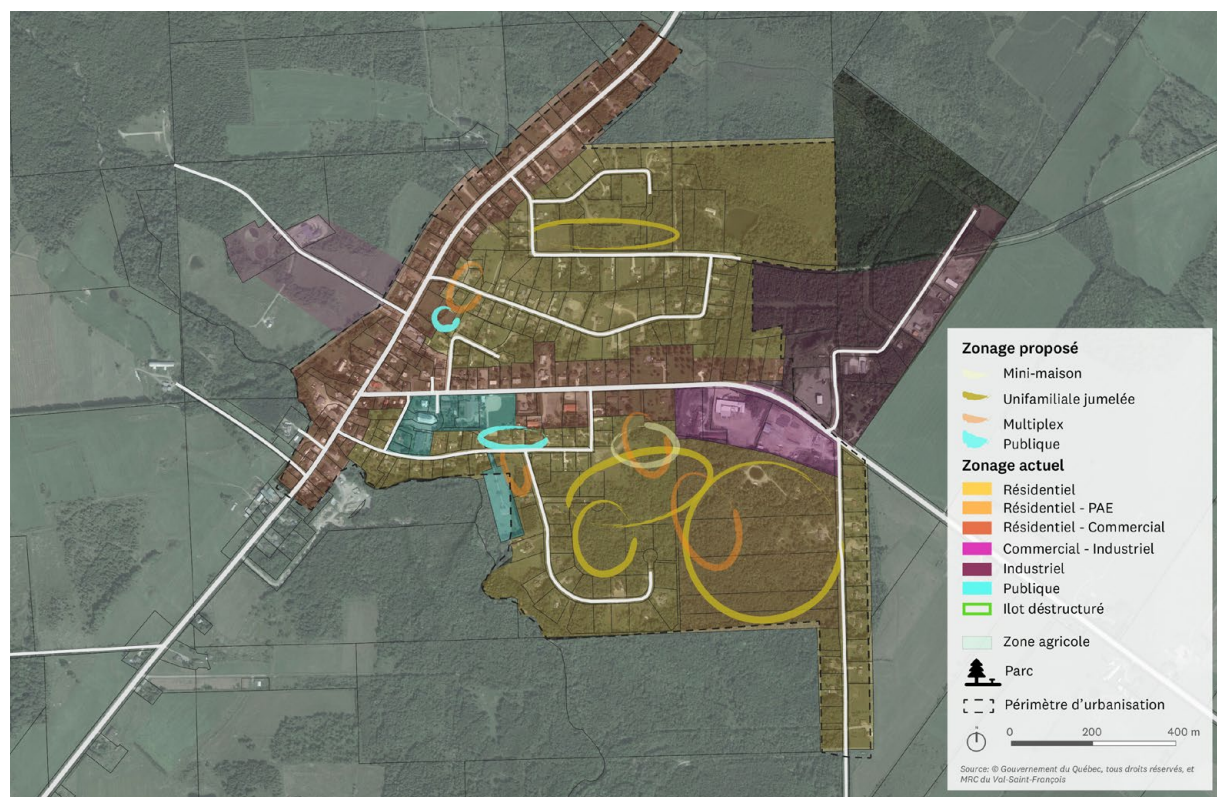 Zonage proposé
Mini-maison
Unifamiliale jumelée
Multiplex
Publique
Zonage actuel
Résidentiel
Résidentiel - PAE
Résidentiel - Commercial
Commercial - Industriel
Industriel
Publique
Ilot déstructuré
Zone agricole
Parc
Périmètre d'urbanisation
N
0 200 400 m
Source: © Gouvernement du Québec, tous droits réservés, et
MRC du Val-Saint-François